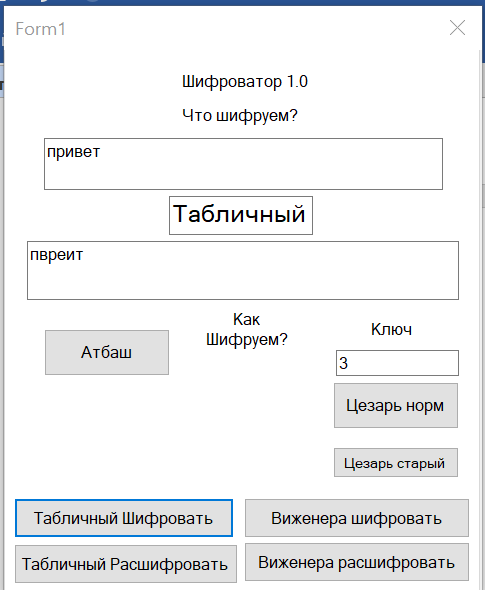 Form1
Шифроватор 1.0
Что шифруем?
привет
Табличный
пвреит
Как
Шифруем?
Ключ
Атбаш
3
Цезарь норм
Цезарь старый
Табличный Шифровать
Виженера шифровать
Табличный Расшифровать
Виженера расшифровать